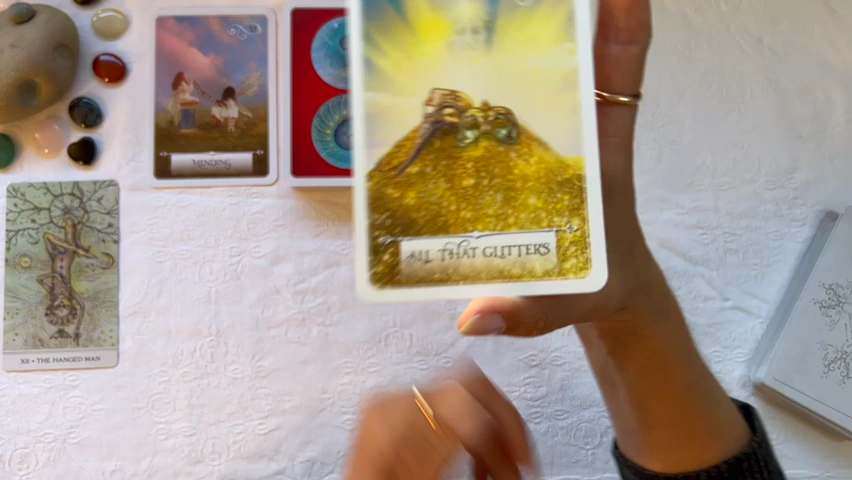 MENDING
ALL THAT GLITTERS
XII • THE HANGED MAN